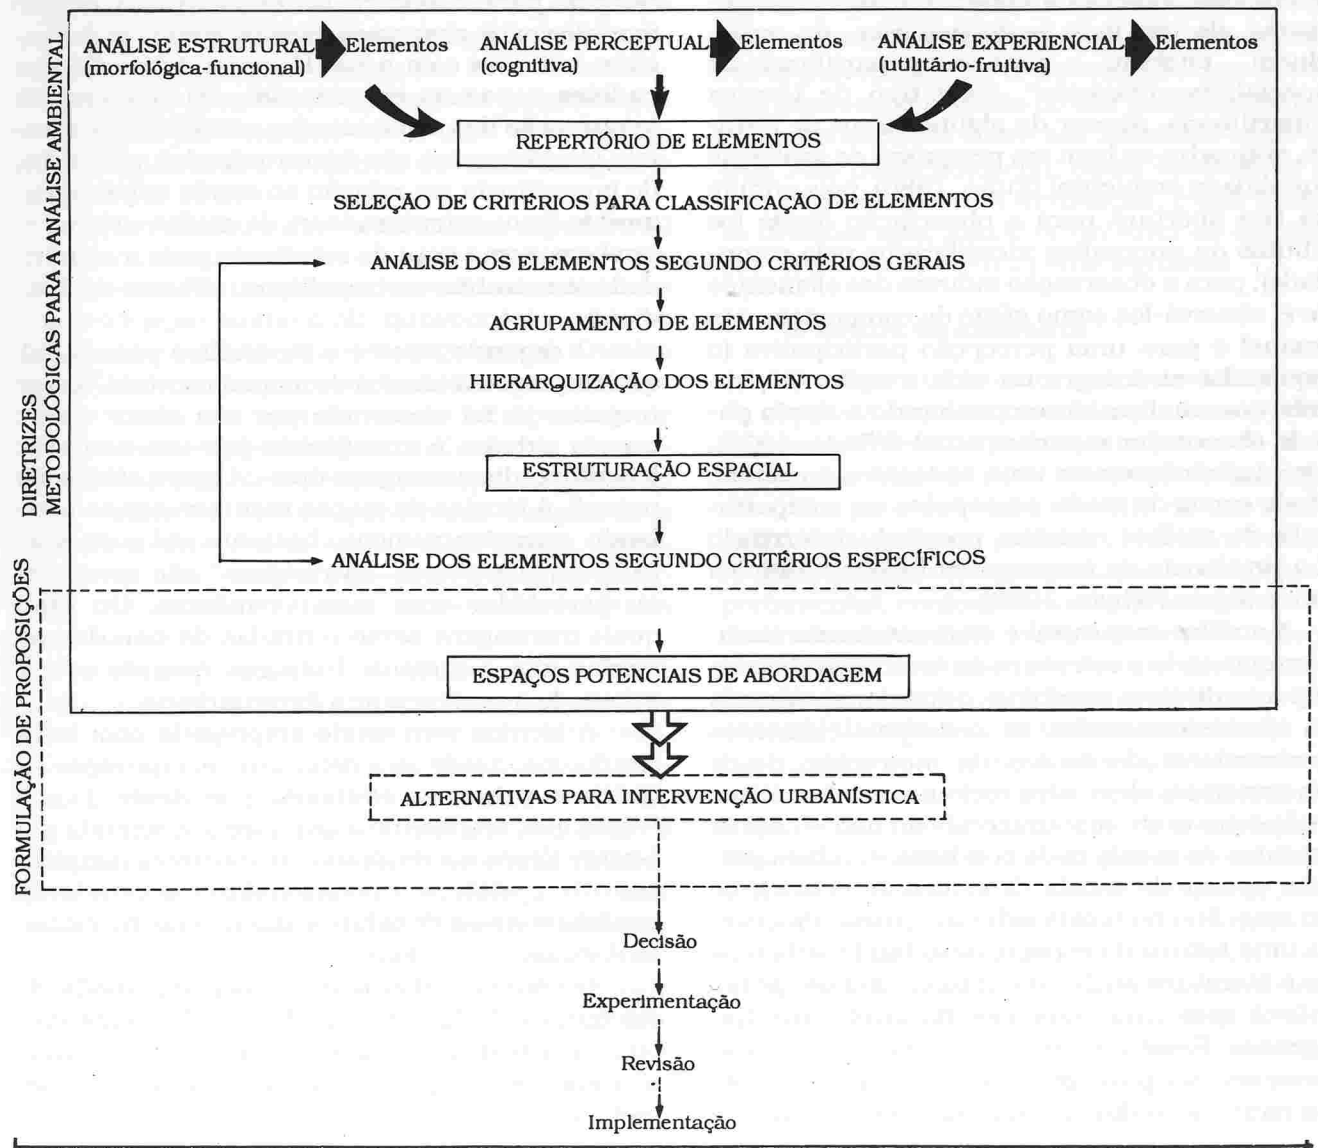 ANÁLISE ESTRUTURAL Elementos
(morfológica-funcional)
ANÁLISE PERCEPTUAL Elementos
(cognitiva)
ANÁLISE EXPERIENCIAL Elementos
(utilitário-fruitiva)
REPERTÓRIO DE ELEMENTOS
SELEÇÃO DE CRITÉRIOS PARA CLASSIFICAÇÃO DE ELEMENTOS
ANÁLISE DOS ELEMENTOS SEGUNDO CRITÉRIOS GERAIS
AGRUPAMENTO DE ELEMENTOS
HIERARQUIZAÇÃO DOS ELEMENTOS
ESTRUTURAÇÃO ESPACIAL
ANÁLISE DOS ELEMENTOS SEGUNDO CRITÉRIOS ESPECÍFICOS
DIRETRIZES
METODOLÓGICAS PARA A ANÁLISE AMBIENTAL
ESPAÇOS POTENCIAIS DE ABORDAGEM
ALTERNATIVAS PARA INTERVENÇÃO URBANÍSTICA
FORMULAÇÃO DE PROPOSIÇÕES
Decisão
Experimentação
Revisão
Implementação